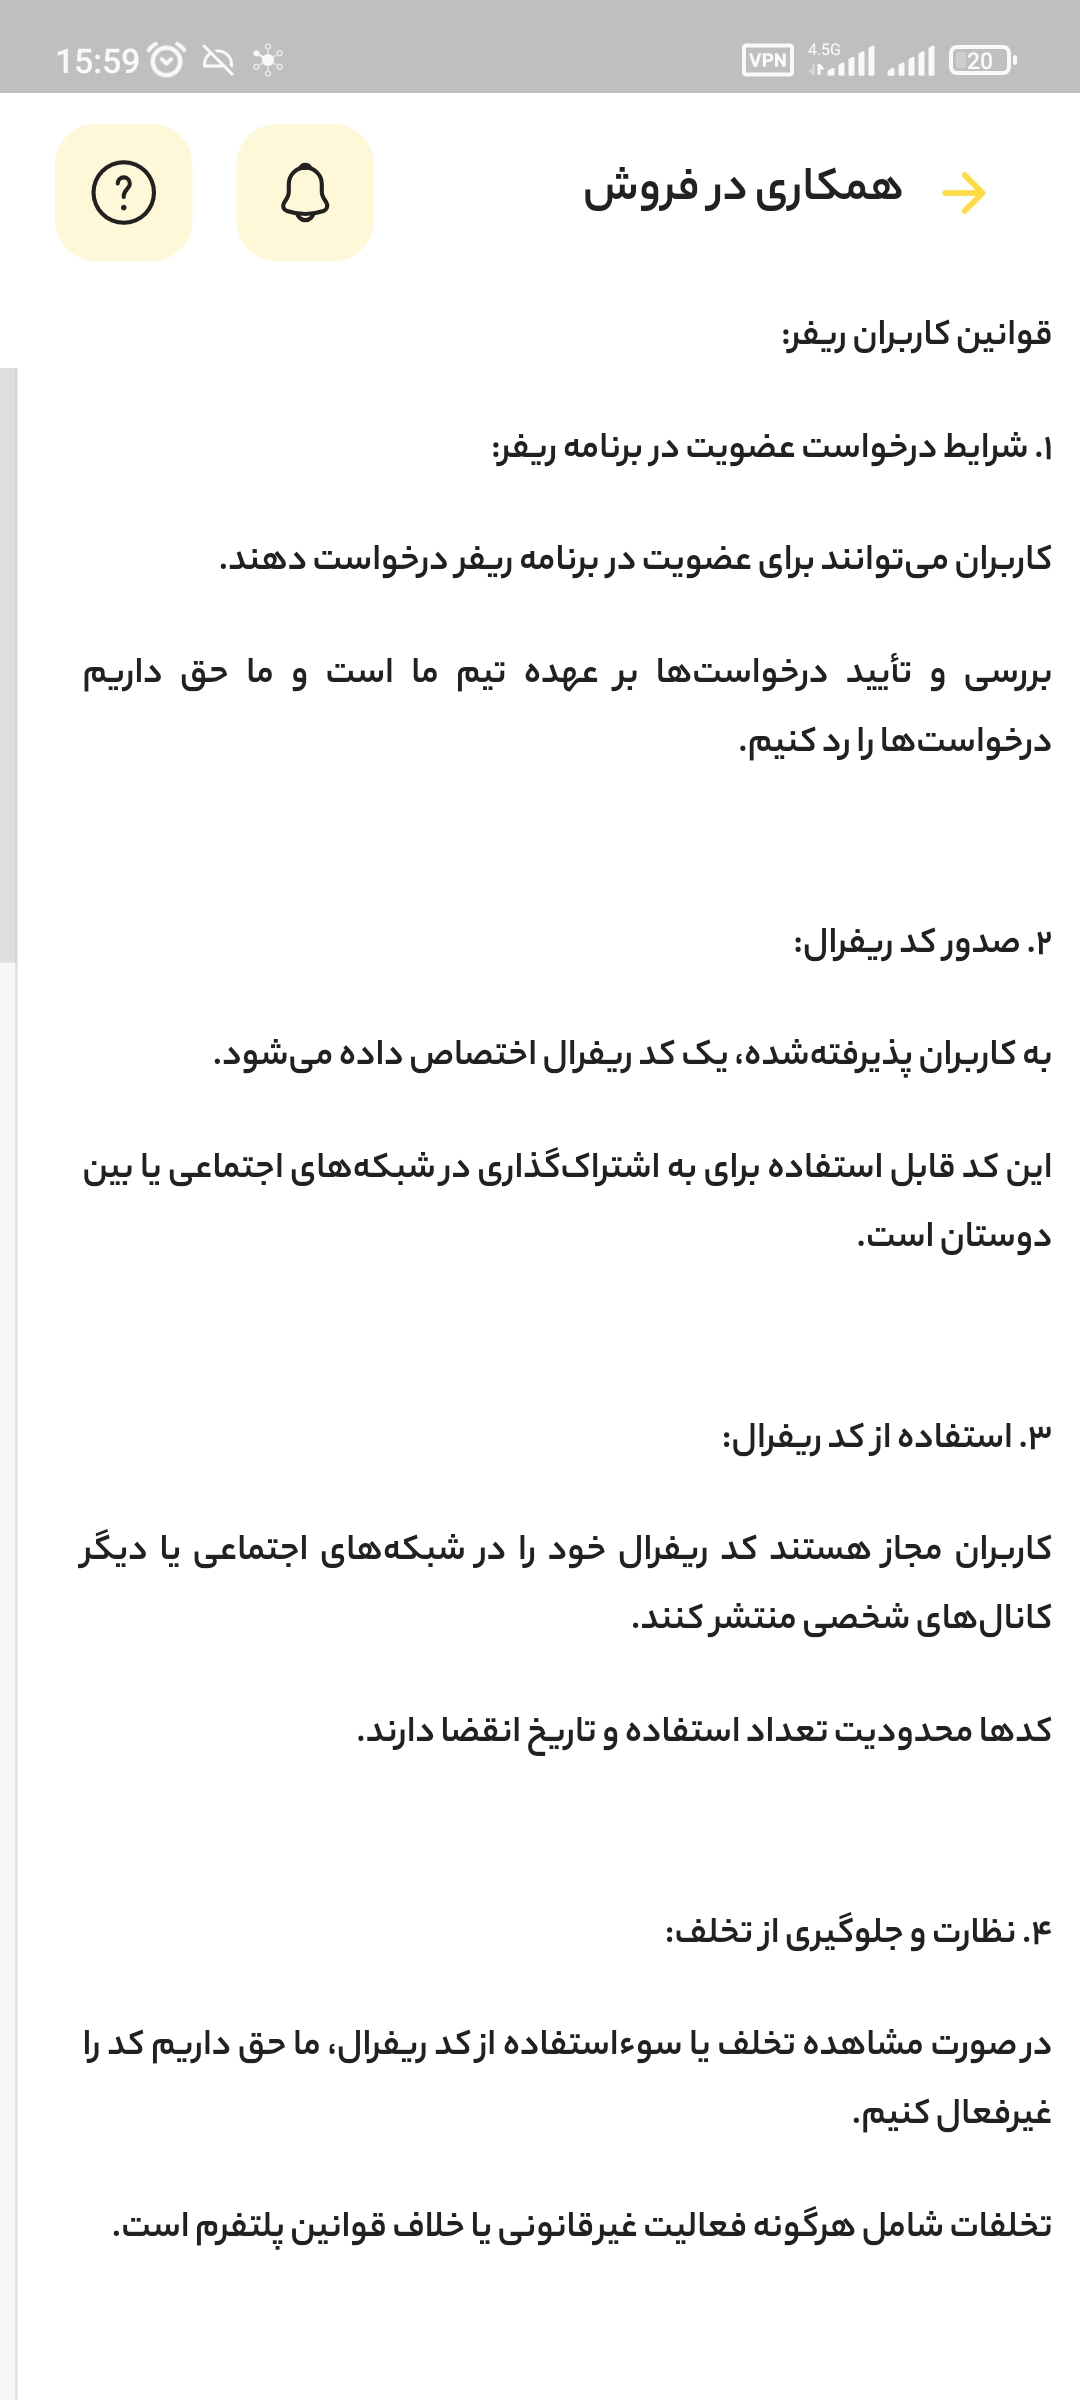 15:59
VPN
4.5G
20
همکاری در فروش
قوانین کاربران ریفر:
۱. شرایط درخواست عضویت در برنامه ریفر:
کاربران می‌توانند برای عضویت در برنامه ریفر درخواست دهند.
بررسی و تأیید درخواست‌ها بر عهده تیم ما است و ما حق داریم
درخواست‌ها را رد کنیم.
۲. صدور کد ریفرال:
به کاربران پذیرفته‌شده، یک کد ریفرال اختصاص داده می‌شود.
این کد قابل استفاده برای به اشتراک‌گذاری در شبکه‌های اجتماعی یا بین
دوستان است.
۳. استفاده از کد ریفرال:
کاربران مجاز هستند کد ریفرال خود را در شبکه‌های اجتماعی یا دیگر
کانال‌های شخصی منتشر کنند.
کدها محدودیت تعداد استفاده و تاریخ انقضا دارند.
۴. نظارت و جلوگیری از تخلف:
در صورت مشاهده تخلف یا سوءاستفاده از کد ریفرال، ما حق داریم کد را
غیرفعال کنیم.
تخلفات شامل هرگونه فعالیت غیرقانونی یا خلاف قوانین پلتفرم است.